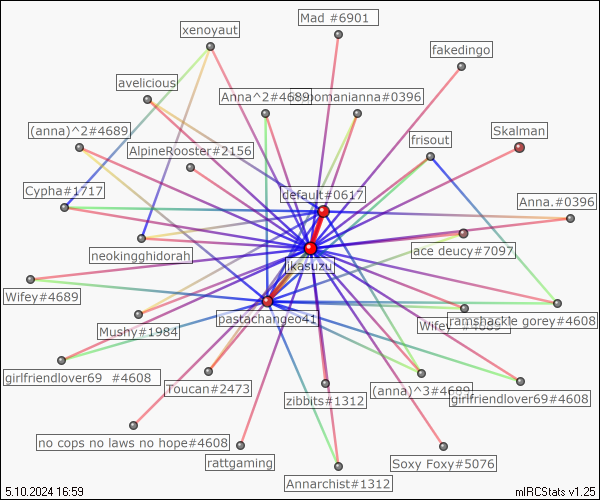 Mad #6901
xenoyaut
fakedingo
avelicious
Anna^2#4689
omanianna#0396
(anna)^2#4689
frisout
Skalman
AlpineRooster#2156
default#0617
Cypha#1717
Anna.#0396
neokingghidorah
ace deucy#7097
ikasuzu
Wifey#4689
pastachangeo41
Mushy#1984
Wifey #4689
ramshackle gorey#4608
girlfriendlover69 #4608
Toucan#2473
(anna)^3#4689
zibbits#1312
girlfriendlover69#4608
no cops no laws no hope#4608
rattgaming
Soxy Foxy#5076
Annarchist#1312
5.10.2024 16:59
mIRCStats v1.25